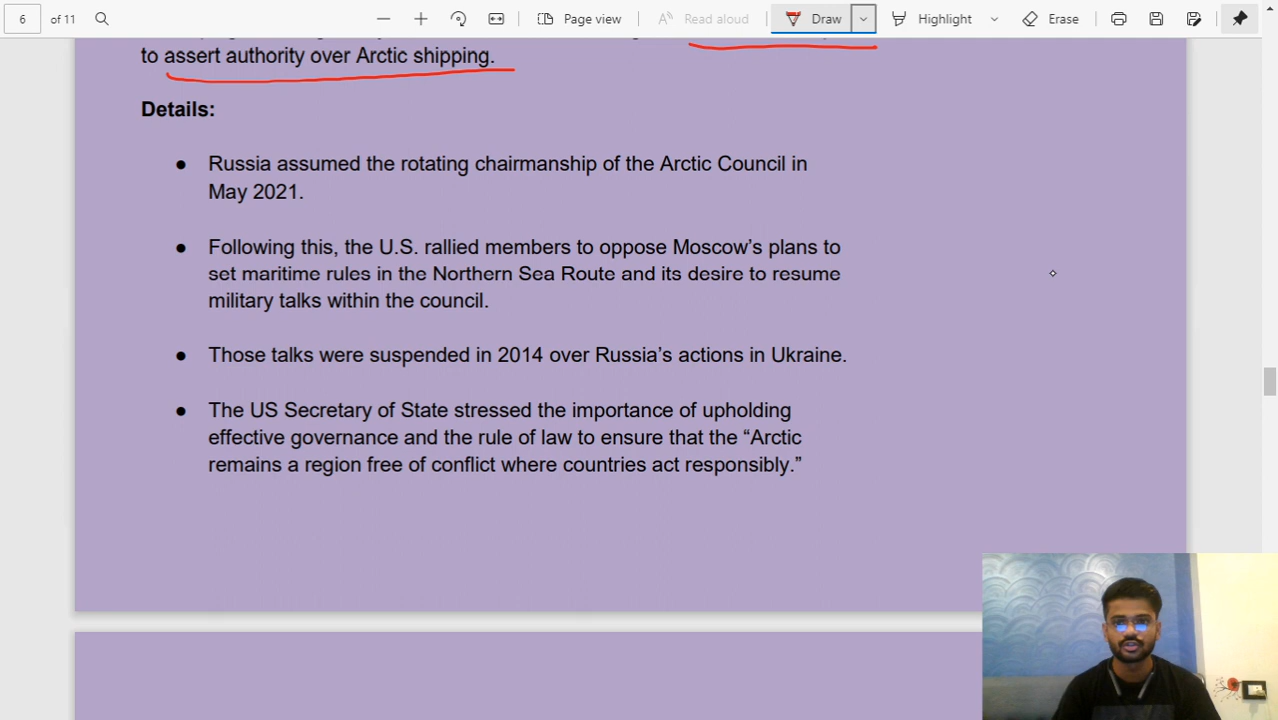 6 of 11 Page view Read aloud Draw Highlight Erase
to assert authority over Arctic shipping.
Details:
● Russia assumed the rotating chairmanship of the Arctic Council in
May 2021.
● Following this, the U.S. rallied members to oppose Moscow’s plans to
set maritime rules in the Northern Sea Route and its desire to resume
military talks within the council.
● Those talks were suspended in 2014 over Russia’s actions in Ukraine.
● The US Secretary of State stressed the importance of upholding
effective governance and the rule of law to ensure that the “Arctic
remains a region free of conflict where countries act responsibly.”